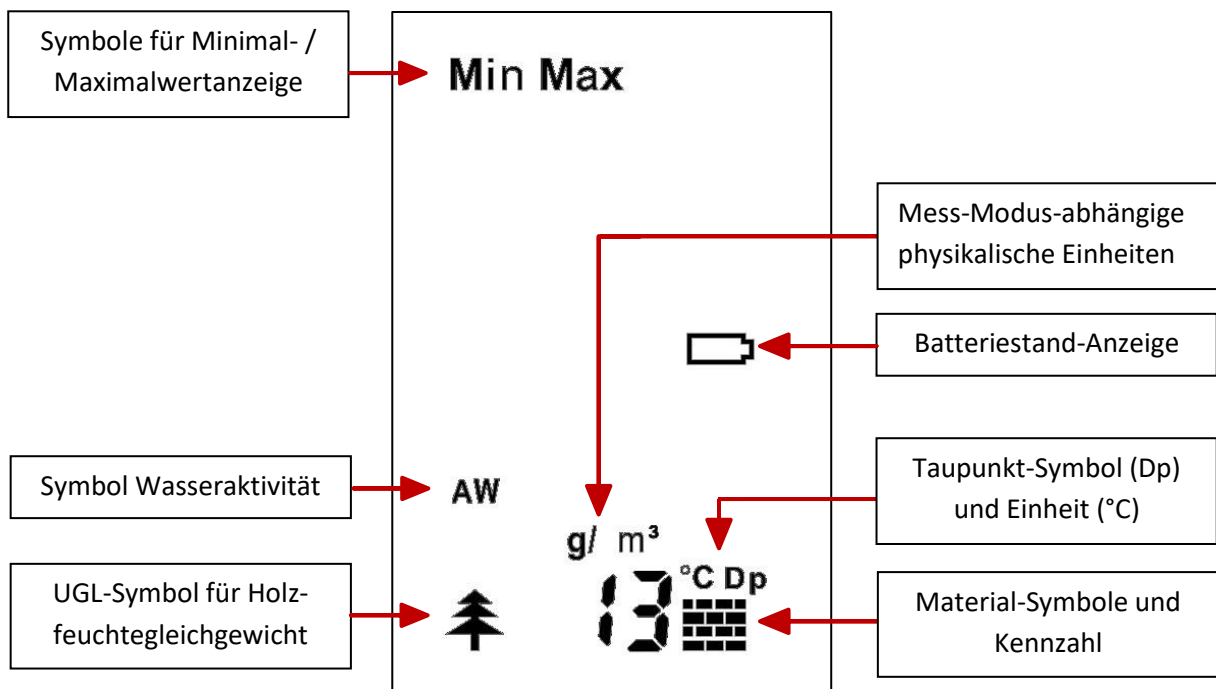 Symbole für Minimal- /
Maximalwertanzeige
Min Max
Mess-Modus-abhängige
physikalische Einheiten
Batteriestand-Anzeige
Symbol Wasseraktivität
AW
Taupunkt-Symbol (Dp)
und Einheit (°C)
g/ m³
°C Dp
UGL-Symbol für Holz-
feuchtegleichgewicht
13
Material-Symbole und
Kennzahl